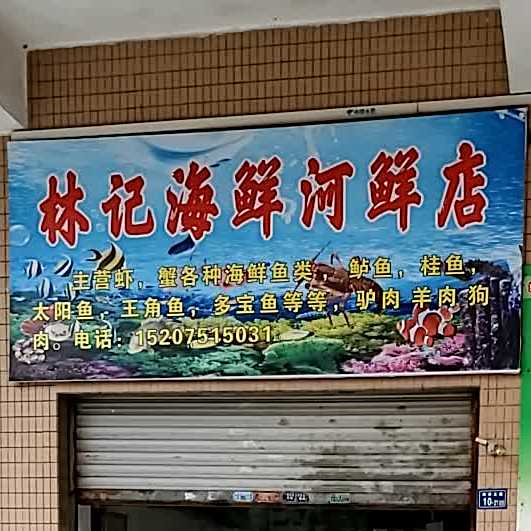 林记海鲜河鲜店
主营虾，蟹各种海鲜鱼类，鲈鱼，桂鱼，
太阳鱼，王角鱼，多宝鱼等等，驴肉 羊肉 狗
肉。电话：15207515031